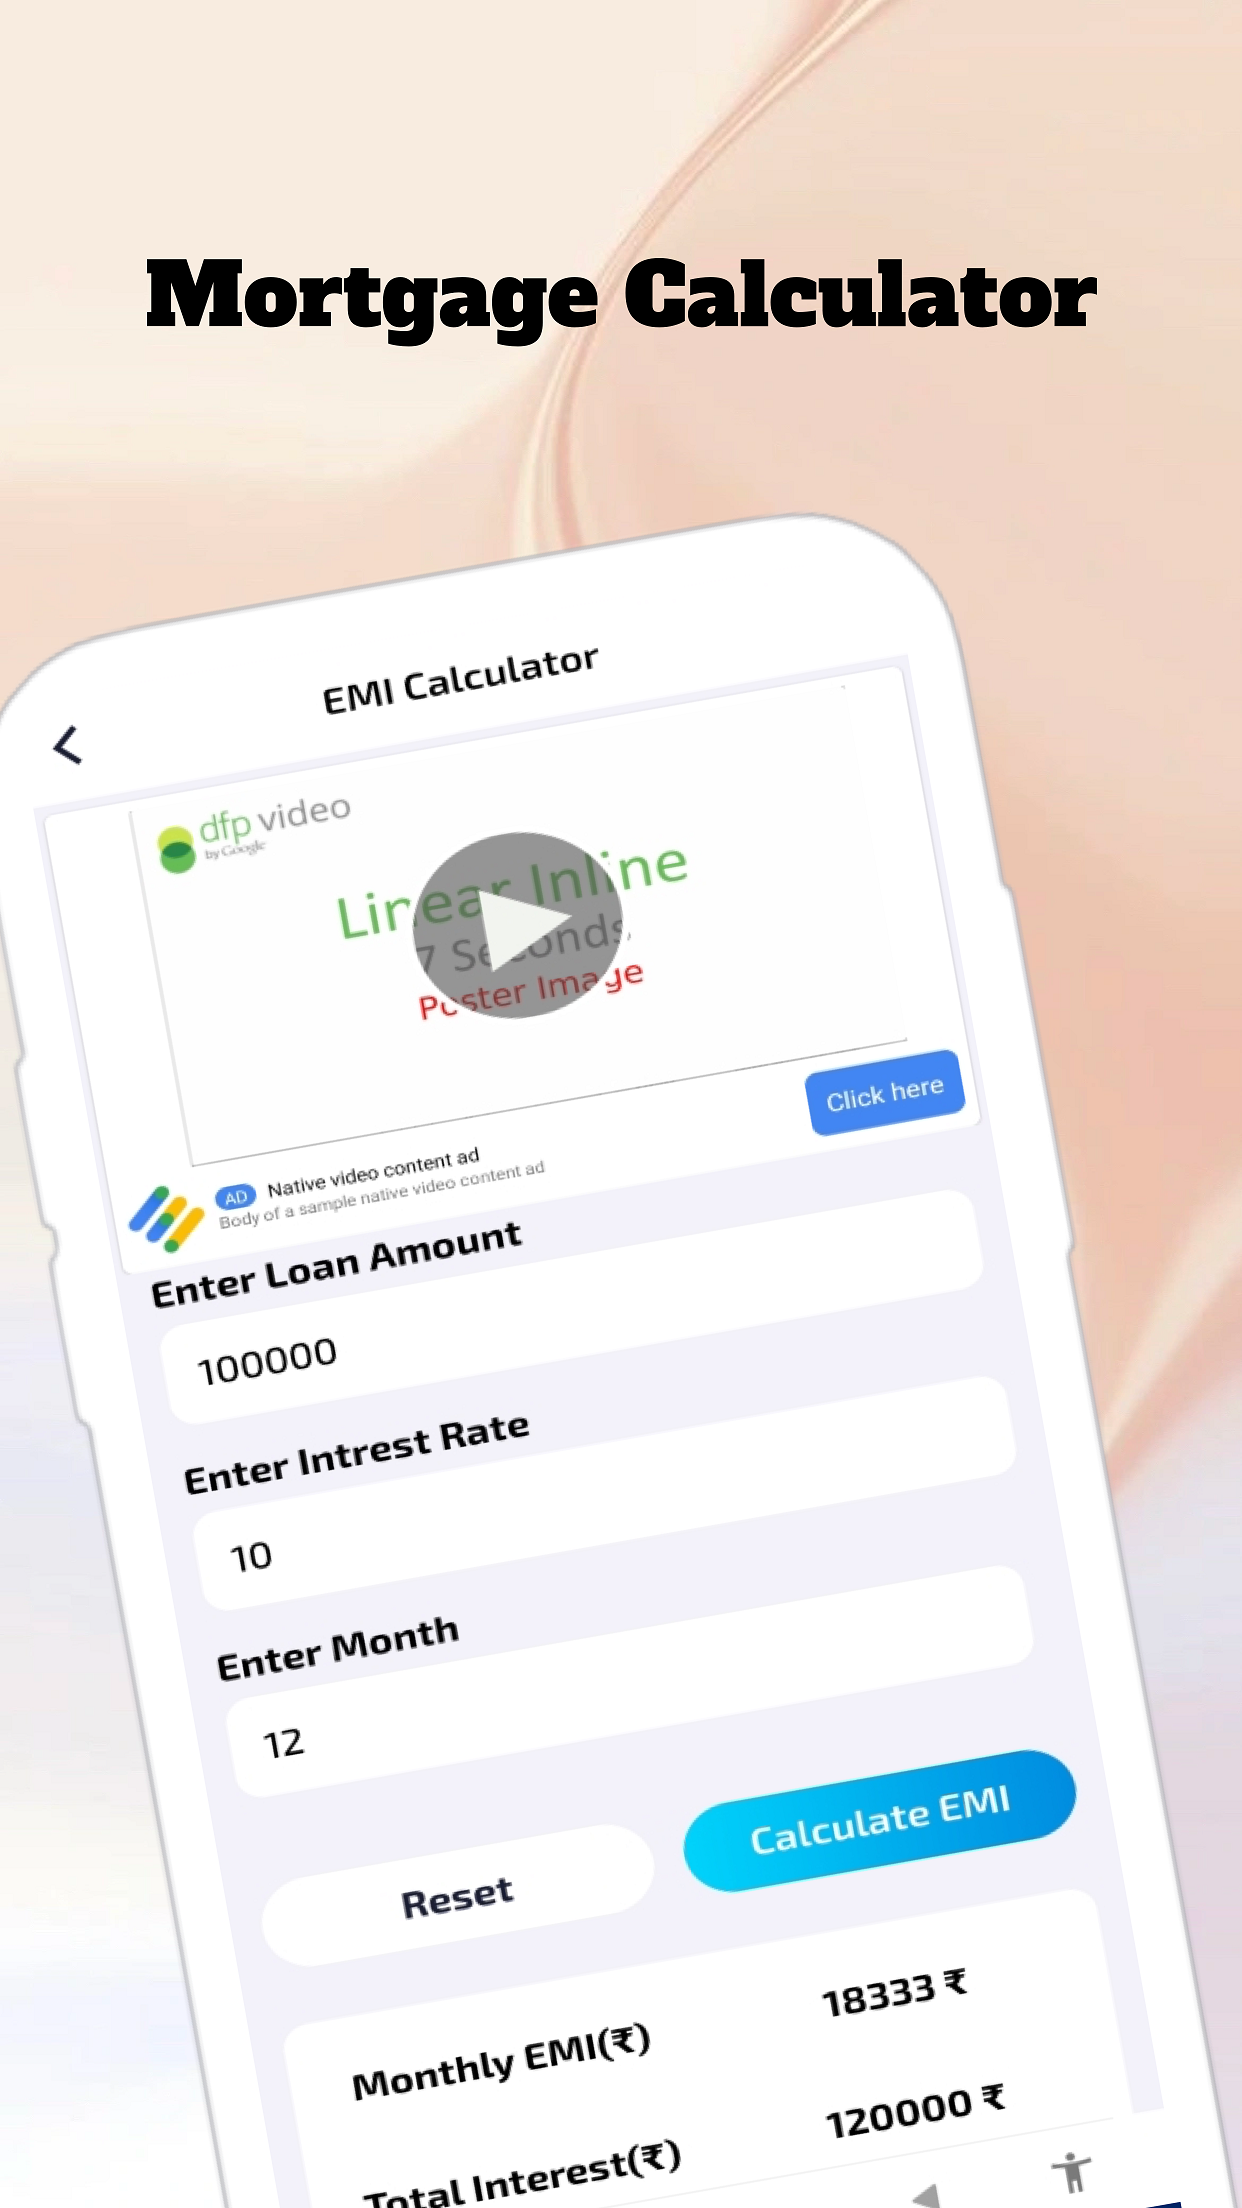 Mortgage Calculator
EMI Calculator
dfp video
by Google
Linear Inline
7 Seconds
Poster Image
Click here
AD Native video content ad
Body of a sample native video content ad
Enter Loan Amount
100000
Enter Intrest Rate
10
Enter Month
12
Reset
Calculate EMI
Monthly EMI(₹)
18333 ₹
Total Interest(₹)
120000 ₹